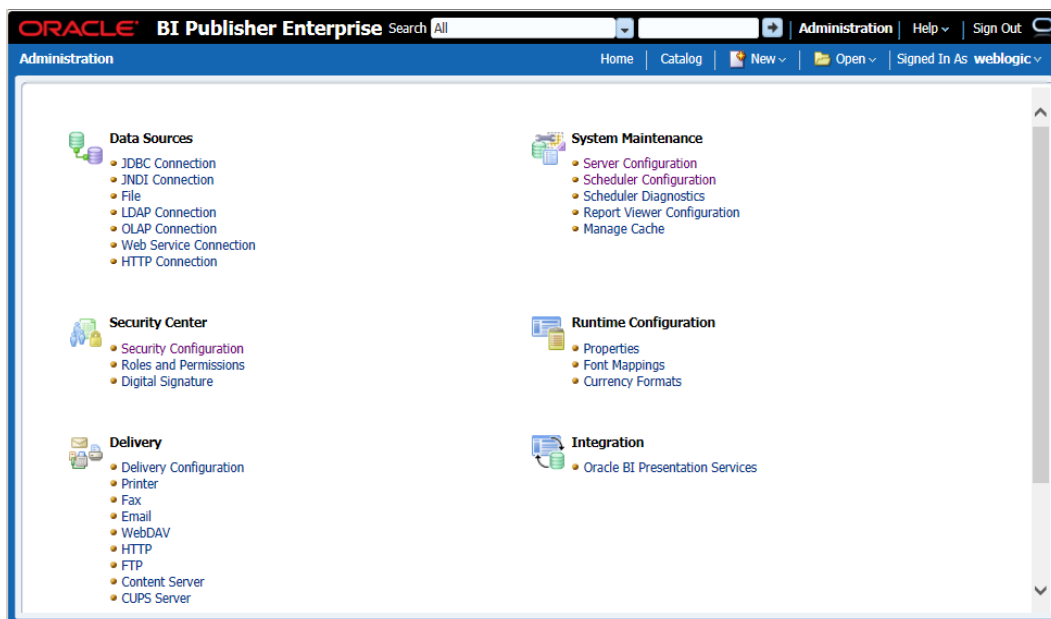 ORACLE BI Publisher Enterprise Search All Administration Help Sign Out
Administration Home Catalog New Open Signed In As weblogic
Data Sources
JDBC Connection
JNDI Connection
File
LDAP Connection
OLAP Connection
Web Service Connection
HTTP Connection
System Maintenance
Server Configuration
Scheduler Configuration
Scheduler Diagnostics
Report Viewer Configuration
Manage Cache
Security Center
Security Configuration
Roles and Permissions
Digital Signature
Runtime Configuration
Properties
Font Mappings
Currency Formats
Delivery
Delivery Configuration
Printer
Fax
Email
WebDAV
HTTP
FTP
Content Server
CUPS Server
Integration
Oracle BI Presentation Services